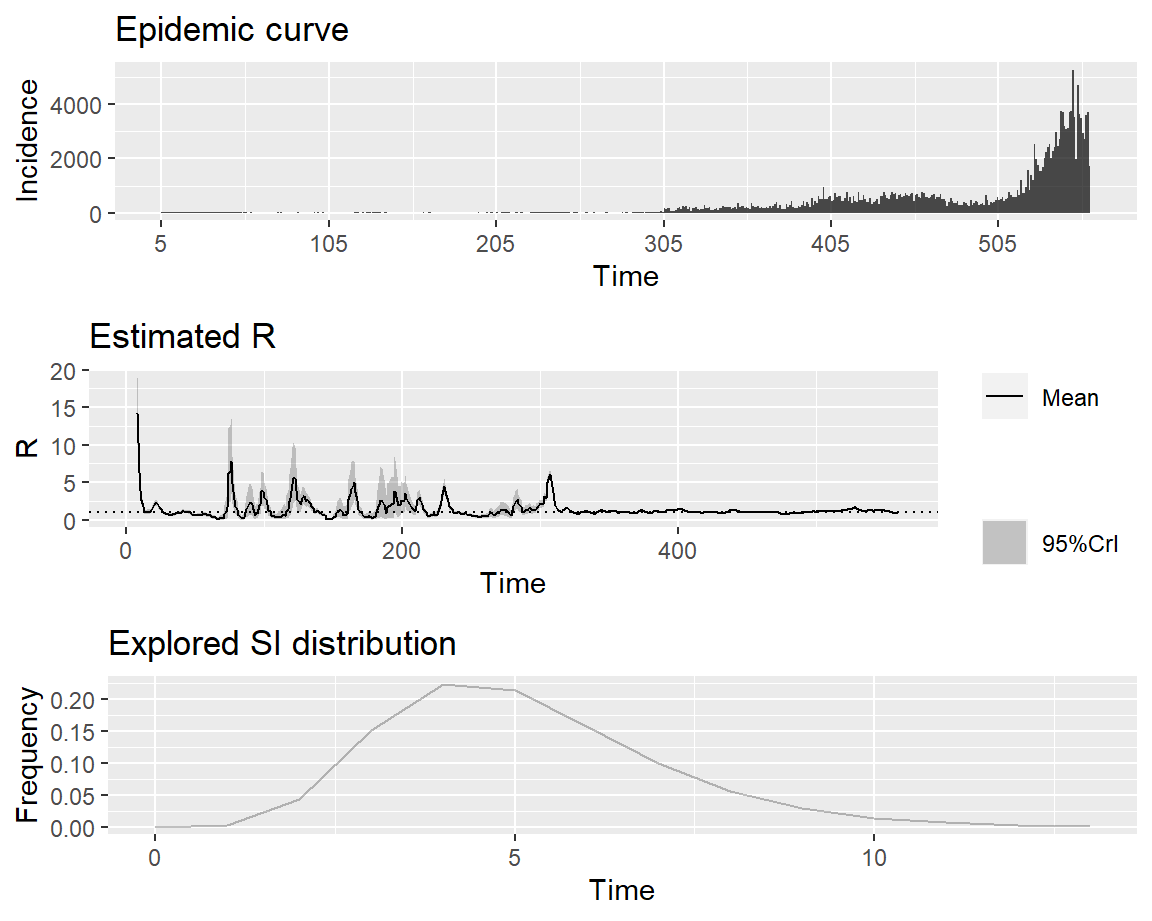 Epidemic curve
Incidence
4000
2000
0
5 105 205 305 405 505
Time
Estimated R
R
20
15
10
5
0
0 200 400
Time
Mean
95%CrI
Explored SI distribution
Frequency
0.20
0.15
0.10
0.05
0.00
0 5 10
Time